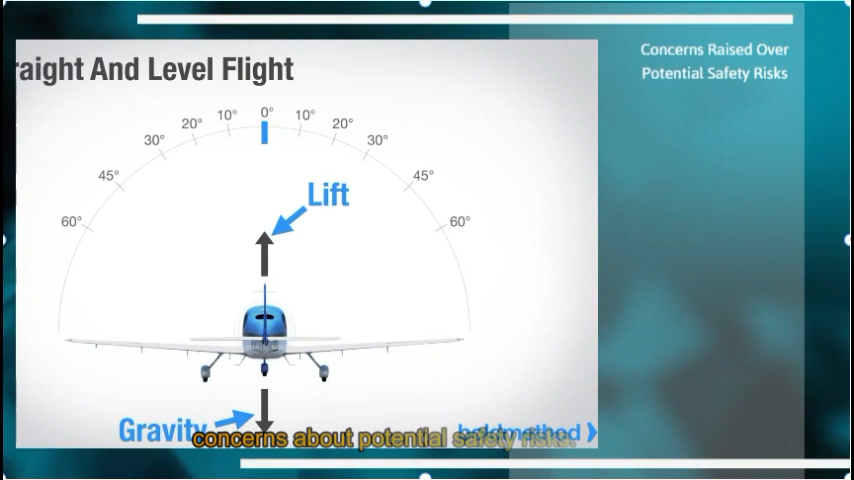 Concerns Raised Over
Potential Safety Risks
raight And Level Flight
0°
10°
10°
20°
20°
30°
30°
45°
45°
60°
60°
Lift
Gravity
boldmethod
concerns about potential safety risks.